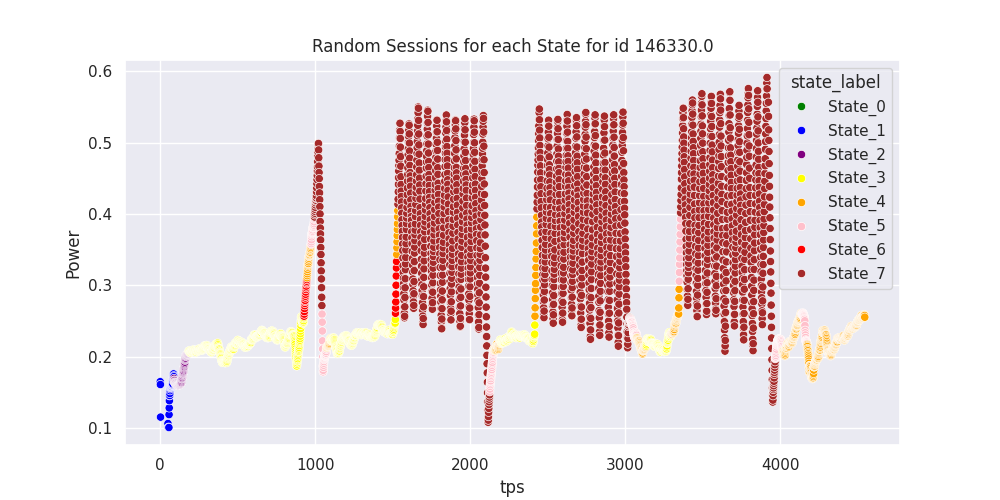 Random Sessions for each State for id 146330.0
state_label
State_0
State_1
State_2
State_3
State_4
State_5
State_6
State_7
Power
0.6
0.5
0.4
0.3
0.2
0.1
0
1000
2000
3000
4000
tps